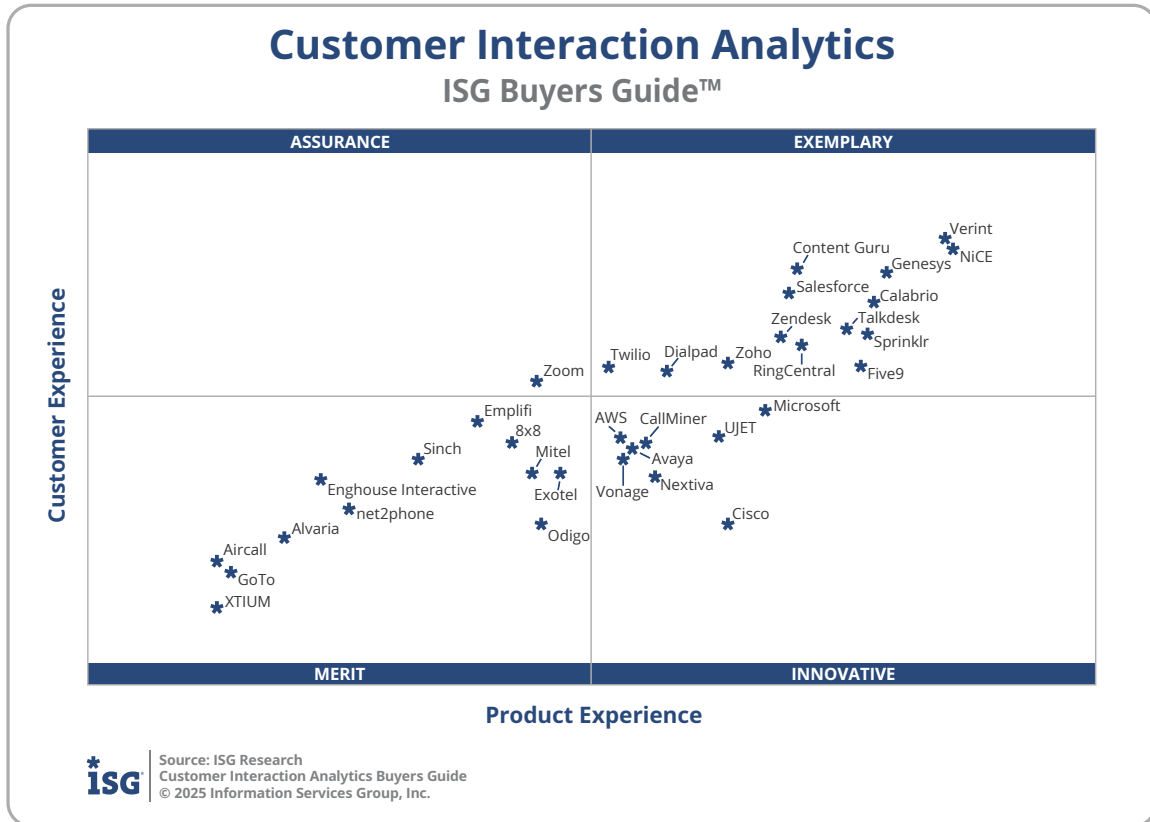 Customer Interaction Analytics
ISG Buyers Guide™
ASSURANCE
EXEMPLARY
Customer Experience
Verint
NiCE
Content Guru
Genesys
Salesforce
Calabrio
Zendesk
Talkdesk
Sprinklr
Twilio
Dialpad
Zoho
RingCentral
Five9
Zoom
Microsoft
Emplifi
AWS
CallMiner
8x8
UJET
Sinch
Mitel
Avaya
Enghouse Interactive
Exotel
Vonage
Nextiva
net2phone
Cisco
Alvaria
Odigo
Aircall
GoTo
XTIUM
MERIT
INNOVATIVE
Product Experience
ISG
Source: ISG Research
Customer Interaction Analytics Buyers Guide
© 2025 Information Services Group, Inc.